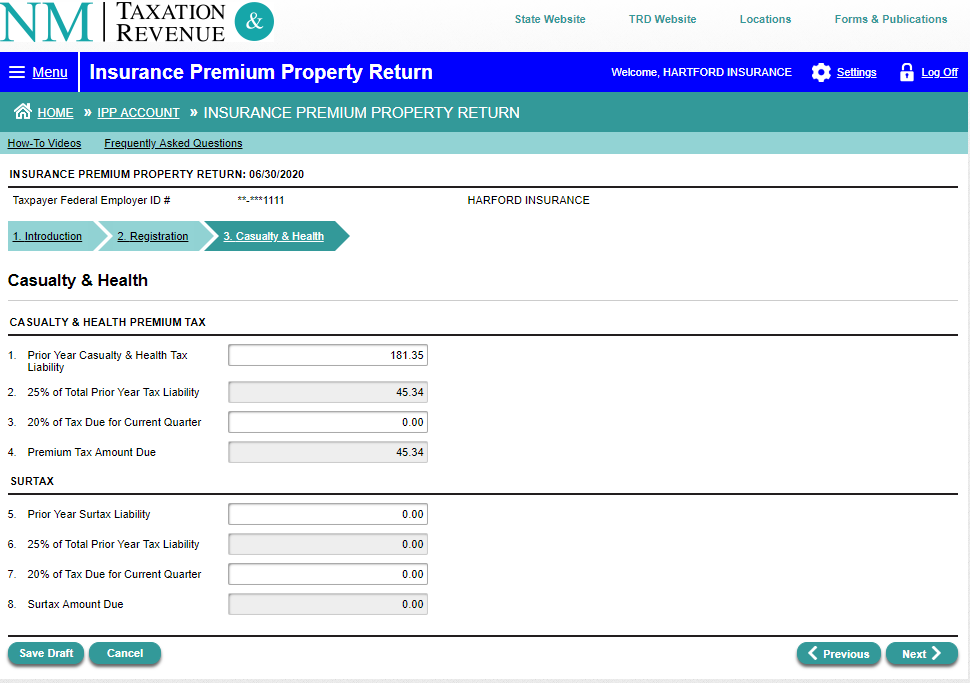 NM TAXATION & REVENUE
State Website TRD Website Locations Forms & Publications
Menu Insurance Premium Property Return Welcome, HARTFORD INSURANCE Settings Log Off
HOME » IPP ACCOUNT » INSURANCE PREMIUM PROPERTY RETURN
How-To Videos Frequently Asked Questions
INSURANCE PREMIUM PROPERTY RETURN: 06/30/2020
Taxpayer Federal Employer ID # **-***1111 HARFORD INSURANCE
1. Introduction 2. Registration 3. Casualty & Health
Casualty & Health
CASUALTY & HEALTH PREMIUM TAX
1. Prior Year Casualty & Health Tax 181.35
Liability
2. 25% of Total Prior Year Tax Liability 45.34
3. 20% of Tax Due for Current Quarter 0.00
4. Premium Tax Amount Due 45.34
SURTAX
5. Prior Year Surtax Liability 0.00
6. 25% of Total Prior Year Tax Liability 0.00
7. 20% of Tax Due for Current Quarter 0.00
8. Surtax Amount Due 0.00
Save Draft Cancel Previous Next